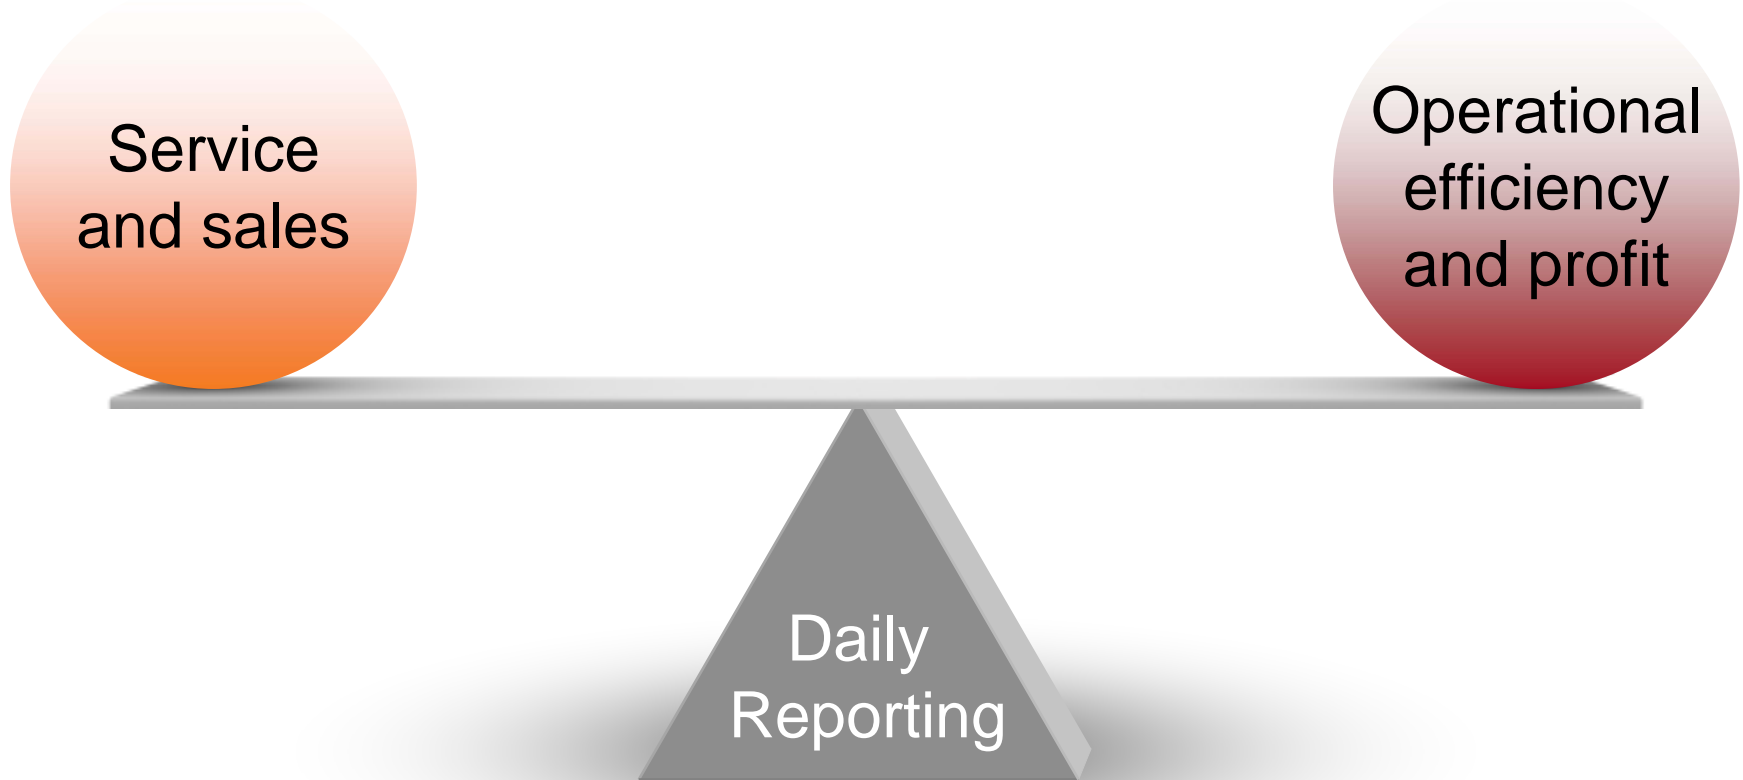 Service
and sales
Operational
efficiency
and profit
Daily
Reporting